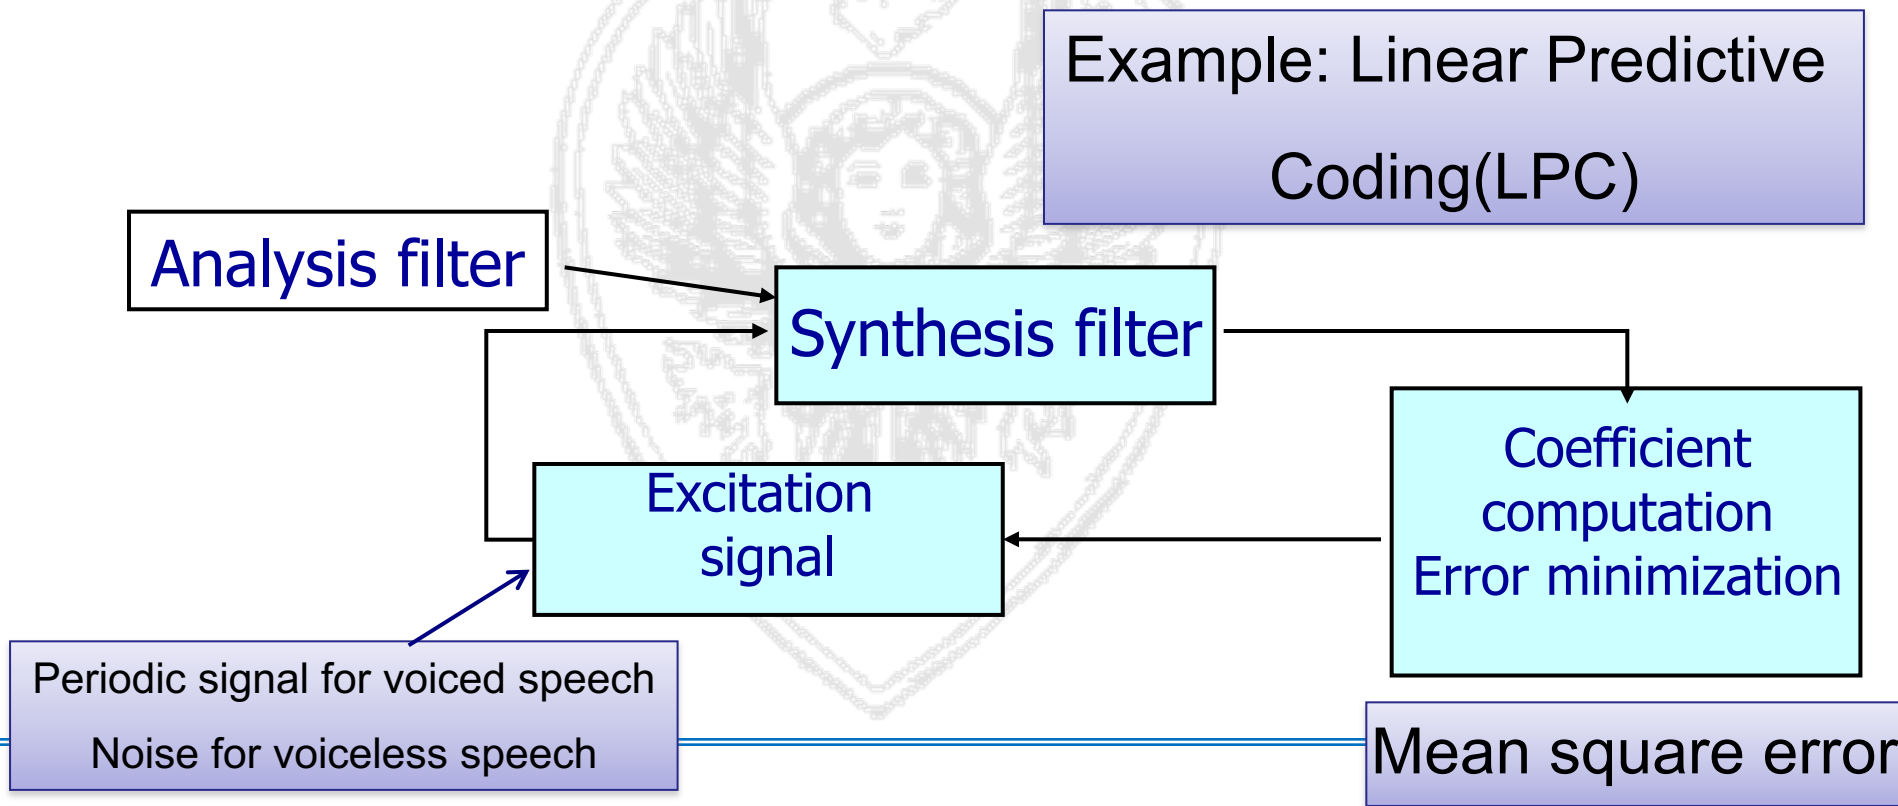 Example: Linear Predictive
Coding(LPC)
Analysis filter
Synthesis filter
Coefficient
computation
Error minimization
Excitation
signal
Periodic signal for voiced speech
Noise for voiceless speech
Mean square error